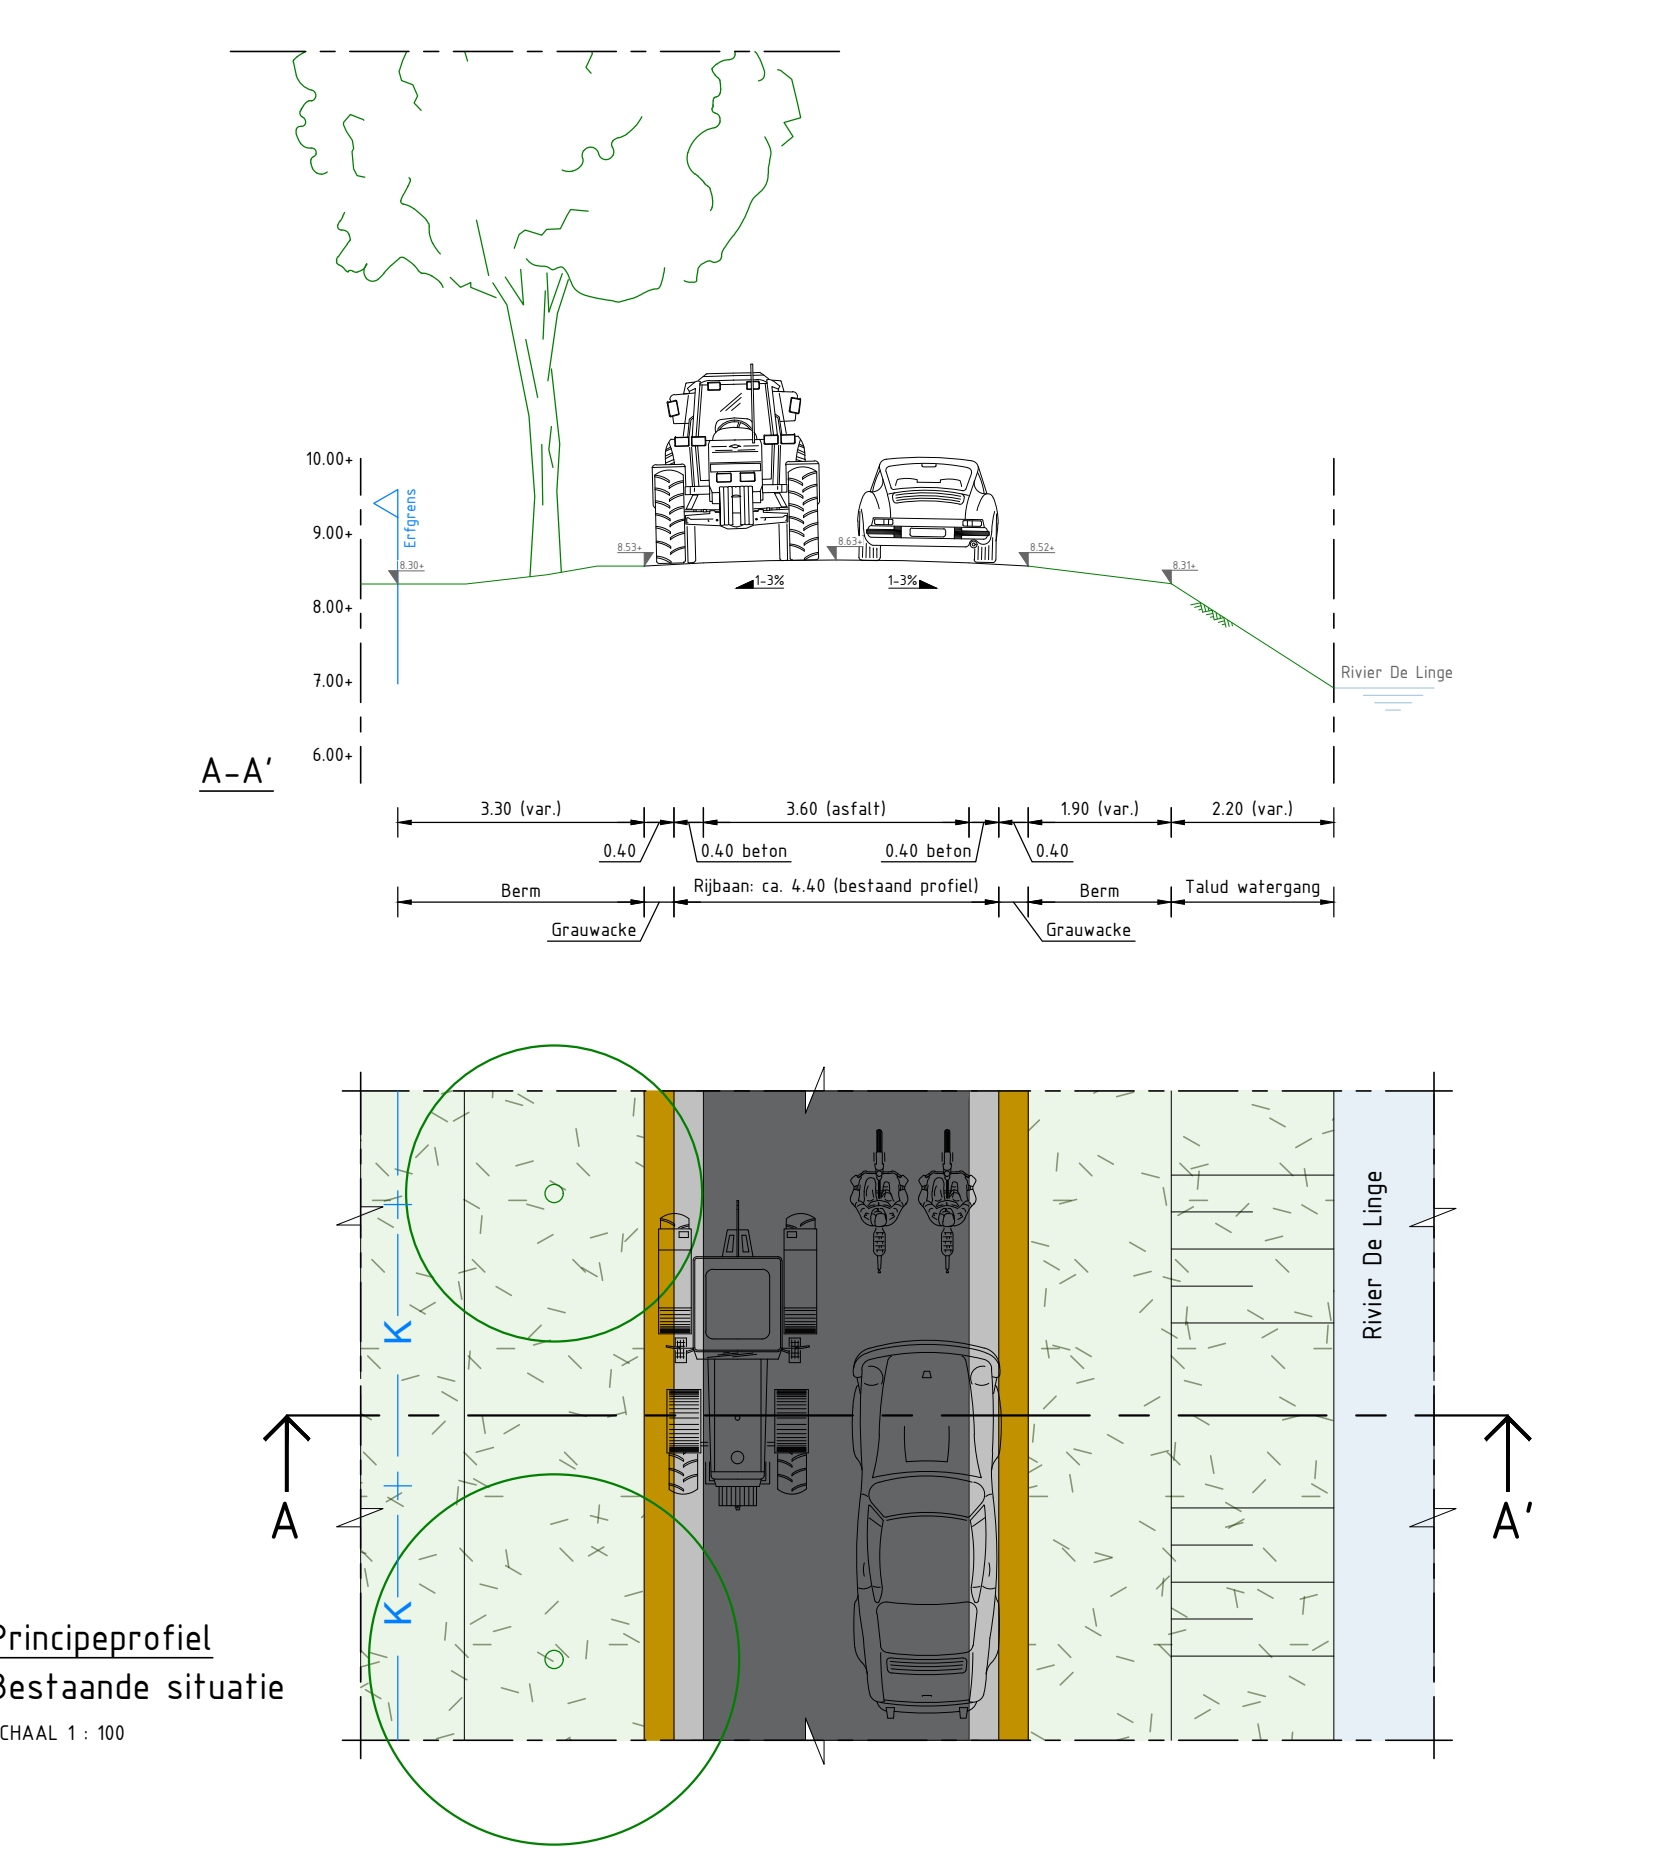 10.00+
Erfgrens
9.00+
8.53+
8.63+
8.52+
8.30+
8.31+
1-3%
1-3%
8.00+
Rivier De Linge
7.00+
6.00+
A-A'
3.30 (var.)
3.60 (asfalt)
1.90 (var.)
2.20 (var.)
0.40
0.40 beton
0.40 beton
0.40
Berm
Rijbaan: ca. 4.40 (bestaand profiel)
Berm
Talud watergang
Grauwacke
Grauwacke
Rivier De Linge
K
A
A'
K
Principeprofiel
Bestaande situatie
CHAAL 1 : 100